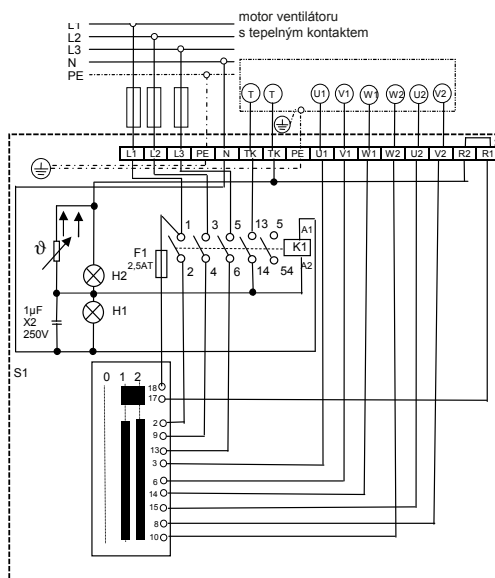 L1
L2
L3
N
PE
motor ventilátoru
s tepelným kontaktem
T T U1 V1 W1 W2 U2 V2
L1 L2 L3 PE N TK TK PE U1 V1 W1 W2 U2 V2 R2 R1
ϑ
H2
H1
1µF
X2
250V
F1
2,5AT
1 3 5 13 5
2 4 6 14 54
K1
A1
A2
S1
0 1 2
18
17
2
9
13
3
6
14
15
8
10